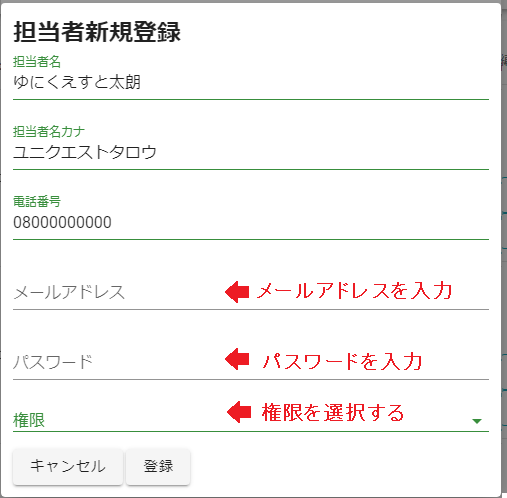 担当者新規登録
担当者名
ゆにくえすと太朗
担当者名カナ
ユニクエストタロウ
電話番号
08000000000
メールアドレス メールアドレスを入力
パスワード パスワードを入力
権限 権限を選択する
キャンセル 登録